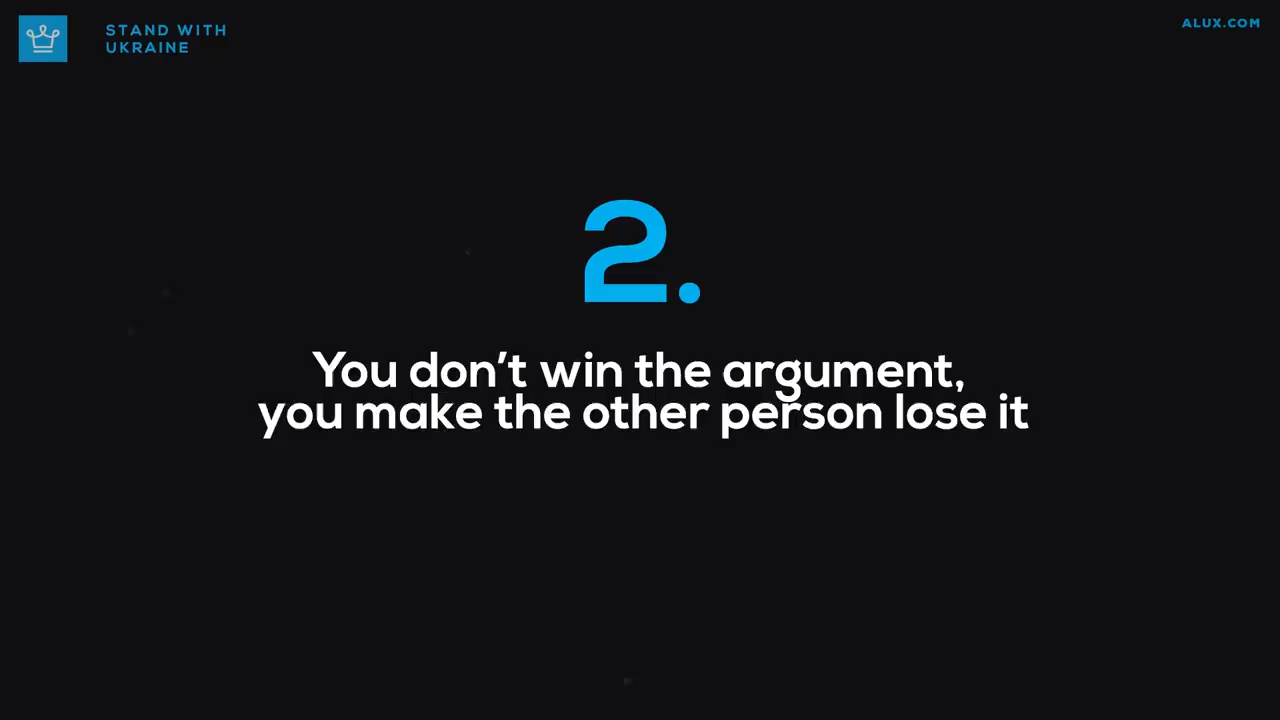 STAND WITH
UKRAINE
ALUX.COM
2.
You don’t win the argument,
you make the other person lose it